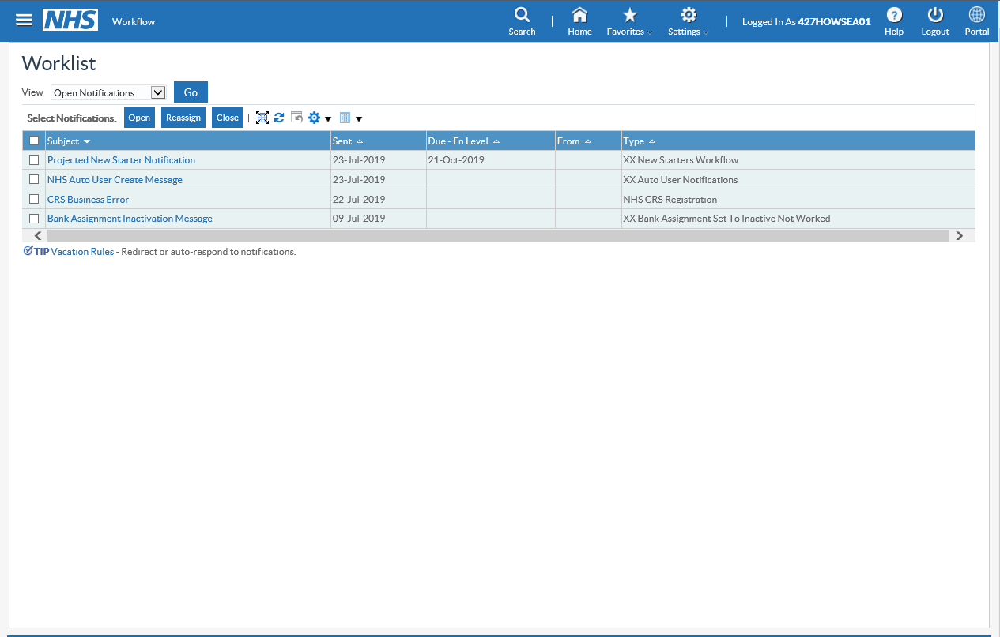 NHS Workflow Search | Home Favorites Settings | Logged In As 427HOWSEA01 Help Logout Portal
Worklist
View Open Notifications Go
Select Notifications: Open Reassign Close |
Subject Sent Due - Fn Level From Type
Projected New Starter Notification 23-Jul-2019 21-Oct-2019 XX New Starters Workflow
NHS Auto User Create Message 23-Jul-2019 XX Auto User Notifications
CRS Business Error 22-Jul-2019 NHS CRS Registration
Bank Assignment Inactivation Message 09-Jul-2019 XX Bank Assignment Set To Inactive Not Worked
TIP Vacation Rules - Redirect or auto-respond to notifications.